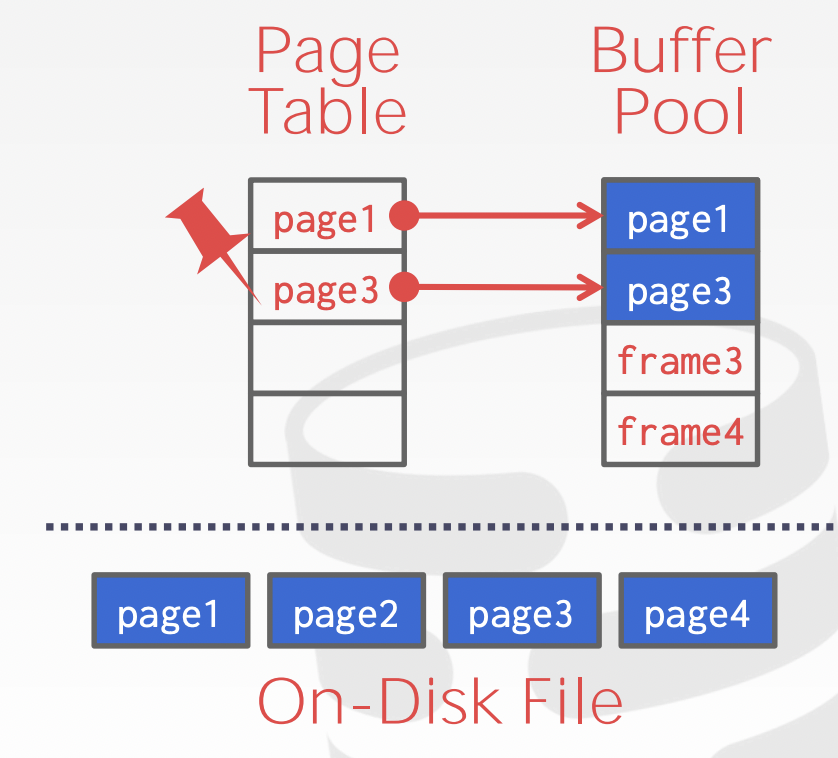 Page
Table
Buffer
Pool
page1
page3
page1
page3
frame3
frame4
page1 page2 page3 page4
On-Disk File